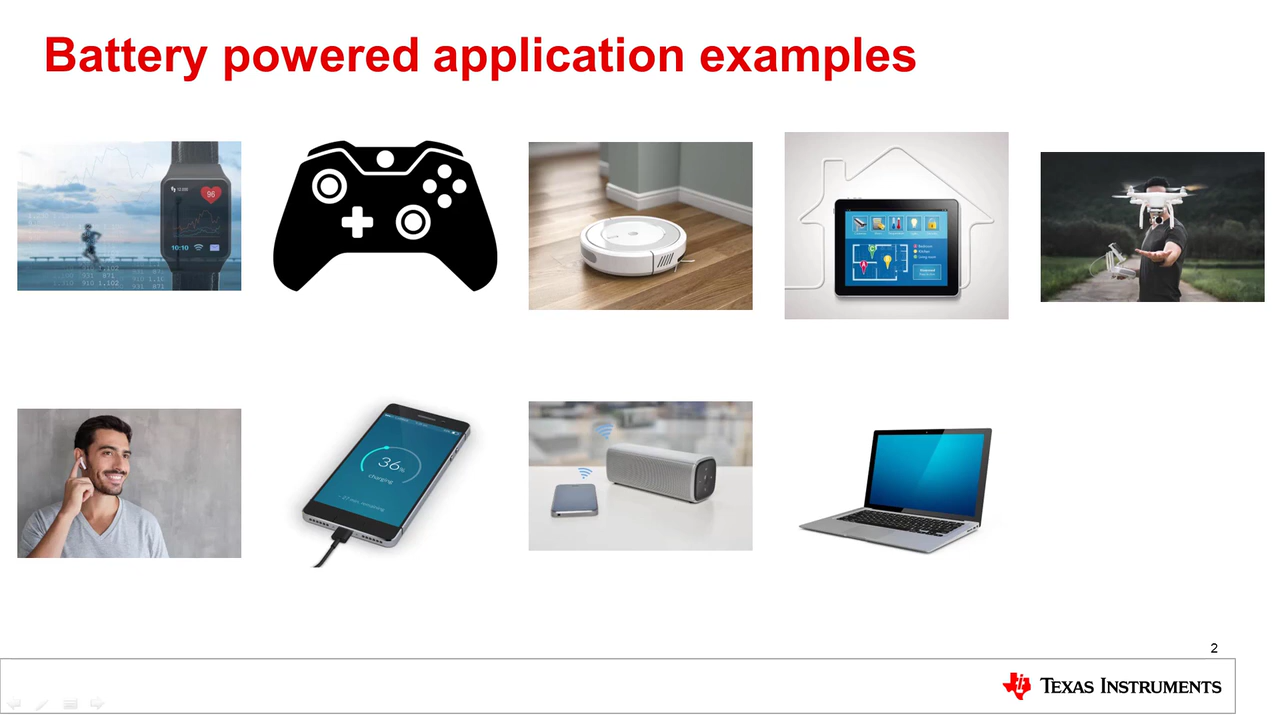 Battery powered application examples
10:10
96
36%
charging
2
TEXAS INSTRUMENTS